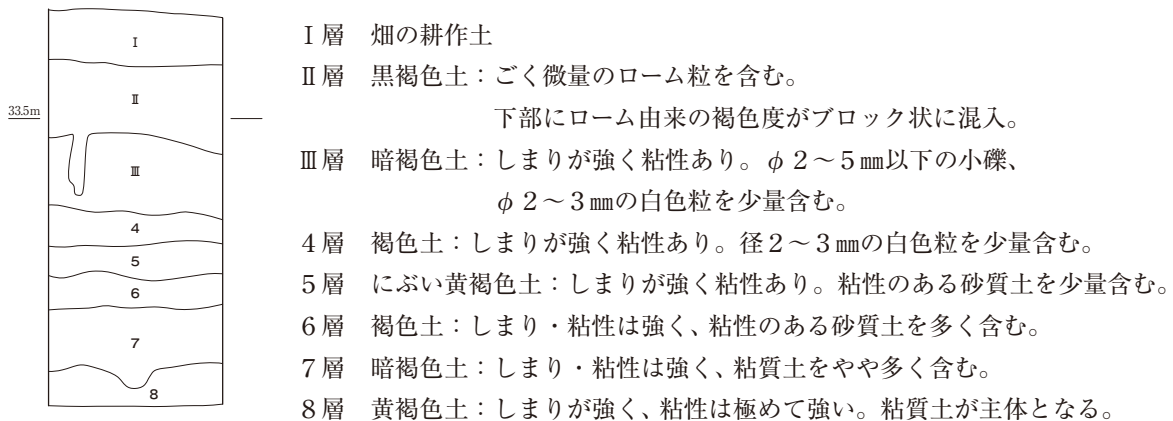 33.5m
Ⅰ
Ⅱ
Ⅲ
4
5
6
7
8
Ⅰ層 畑の耕作土
Ⅱ層 黒褐色土：ごく微量のローム粒を含む。
下部にローム由来の褐色度がブロック状に混入。
Ⅲ層 暗褐色土：しまりが強く粘性あり。φ２～５㎜以下の小礫、
φ２～３㎜の白色粒を少量含む。
４層 褐色土：しまりが強く粘性あり。径２～３㎜の白色粒を少量含む。
５層 にぶい黄褐色土：しまりが強く粘性あり。粘性のある砂質土を少量含む。
６層 褐色土：しまり・粘性は強く、粘性のある砂質土を多く含む。
７層 暗褐色土：しまり・粘性は強く、粘質土をやや多く含む。
８層 黄褐色土：しまりが強く、粘性は極めて強い。粘質土が主体となる。